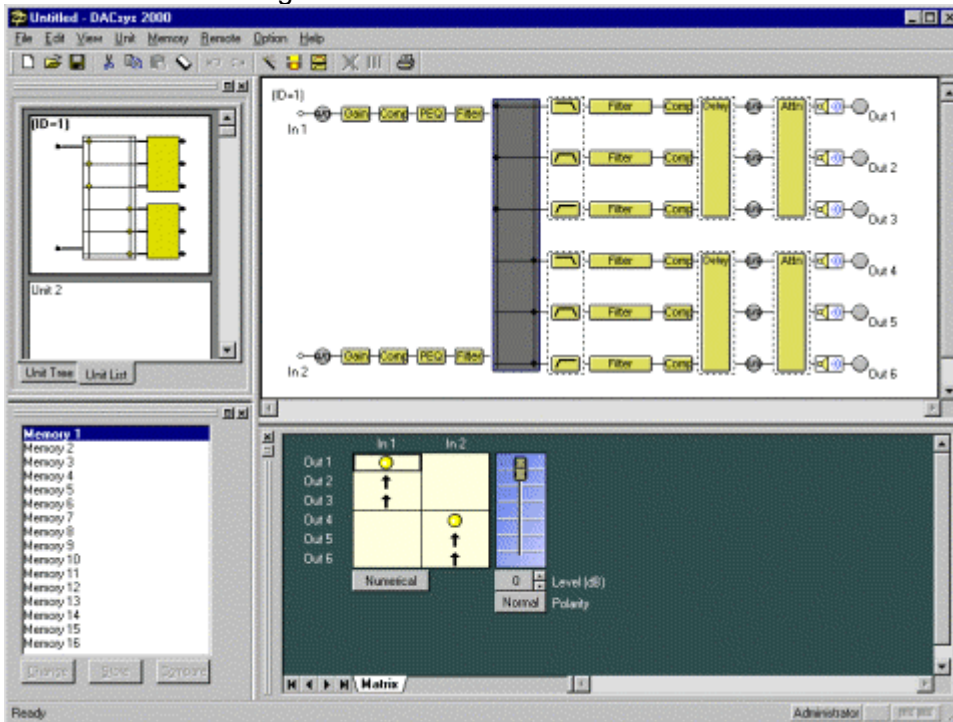 Untitled - DACsys 2000
File Edit View Unit Memory Remote Option Help
(ID=1)
Unit 2
Unit Tree Unit List
(ID=1)
In 1
Gain Comp PEQ Filter
In 2
Gain Comp PEQ Filter
Filter Comp Delay Attn Out 1
Filter Comp Out 2
Filter Comp Out 3
Filter Comp Delay Attn Out 4
Filter Comp Out 5
Filter Comp Out 6
Memory 1
Memory 2
Memory 3
Memory 4
Memory 5
Memory 6
Memory 7
Memory 8
Memory 9
Memory 10
Memory 11
Memory 12
Memory 13
Memory 14
Memory 15
Memory 16
Change Store Compare
In 1 In 2
Out 1
Out 2
Out 3
Out 4
Out 5
Out 6
Numerical
0 Level (dB)
Normal Polarity
Matrix
Ready
Administrator